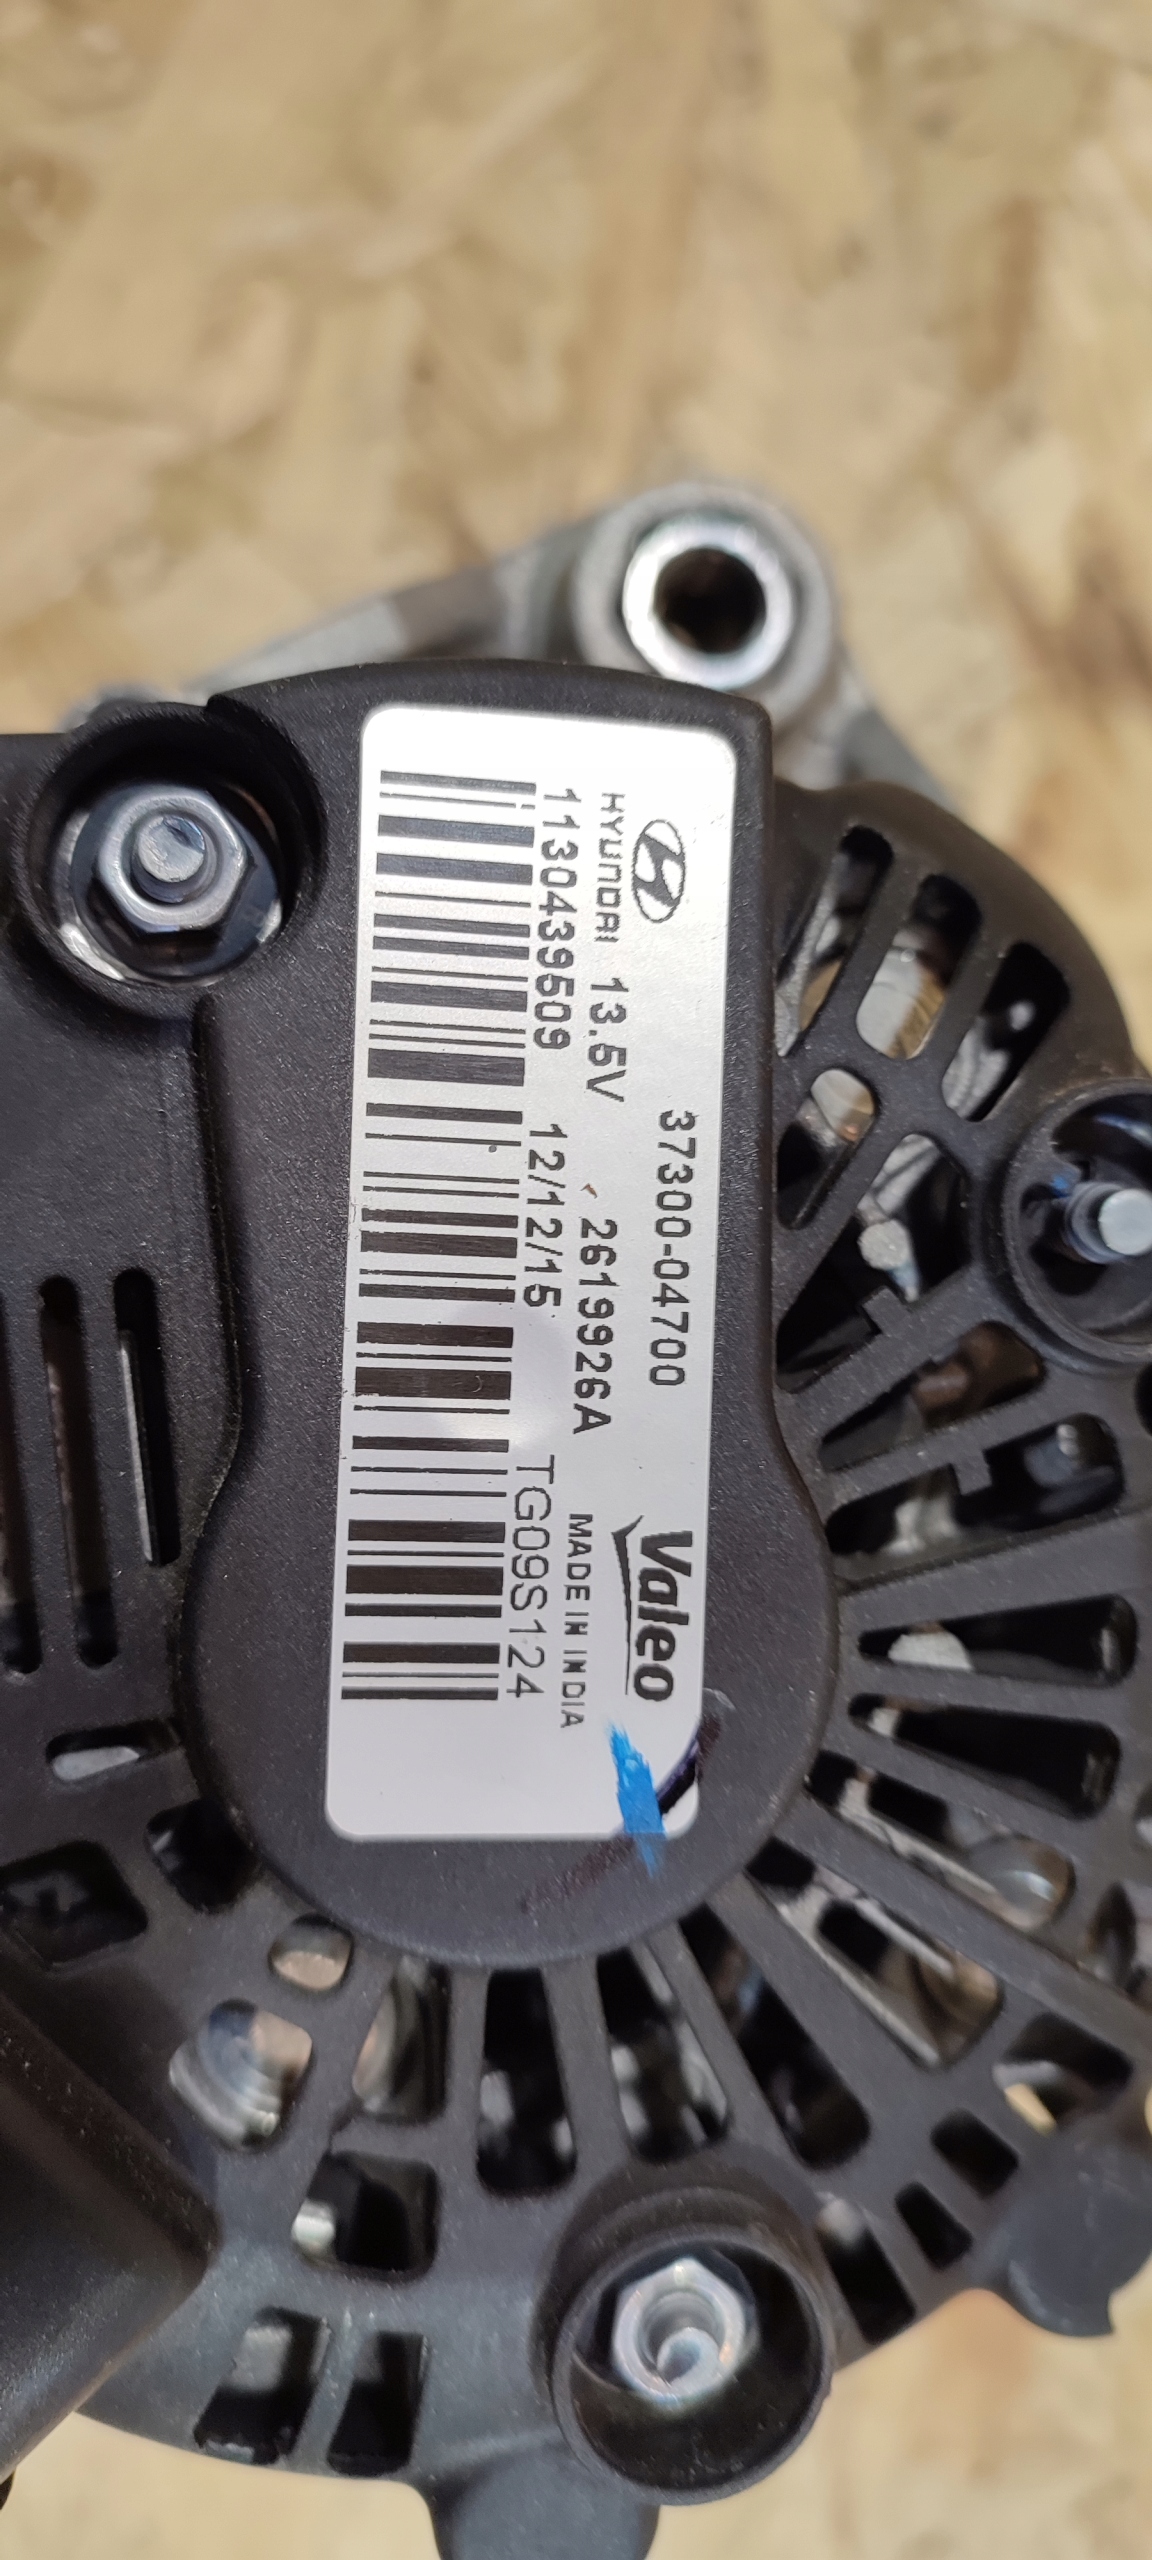 37300-04700 Valeo
HYUNDAI 13.5V 2619926A MADE IN INDIA
1130439509 12/12/15 TG09S124